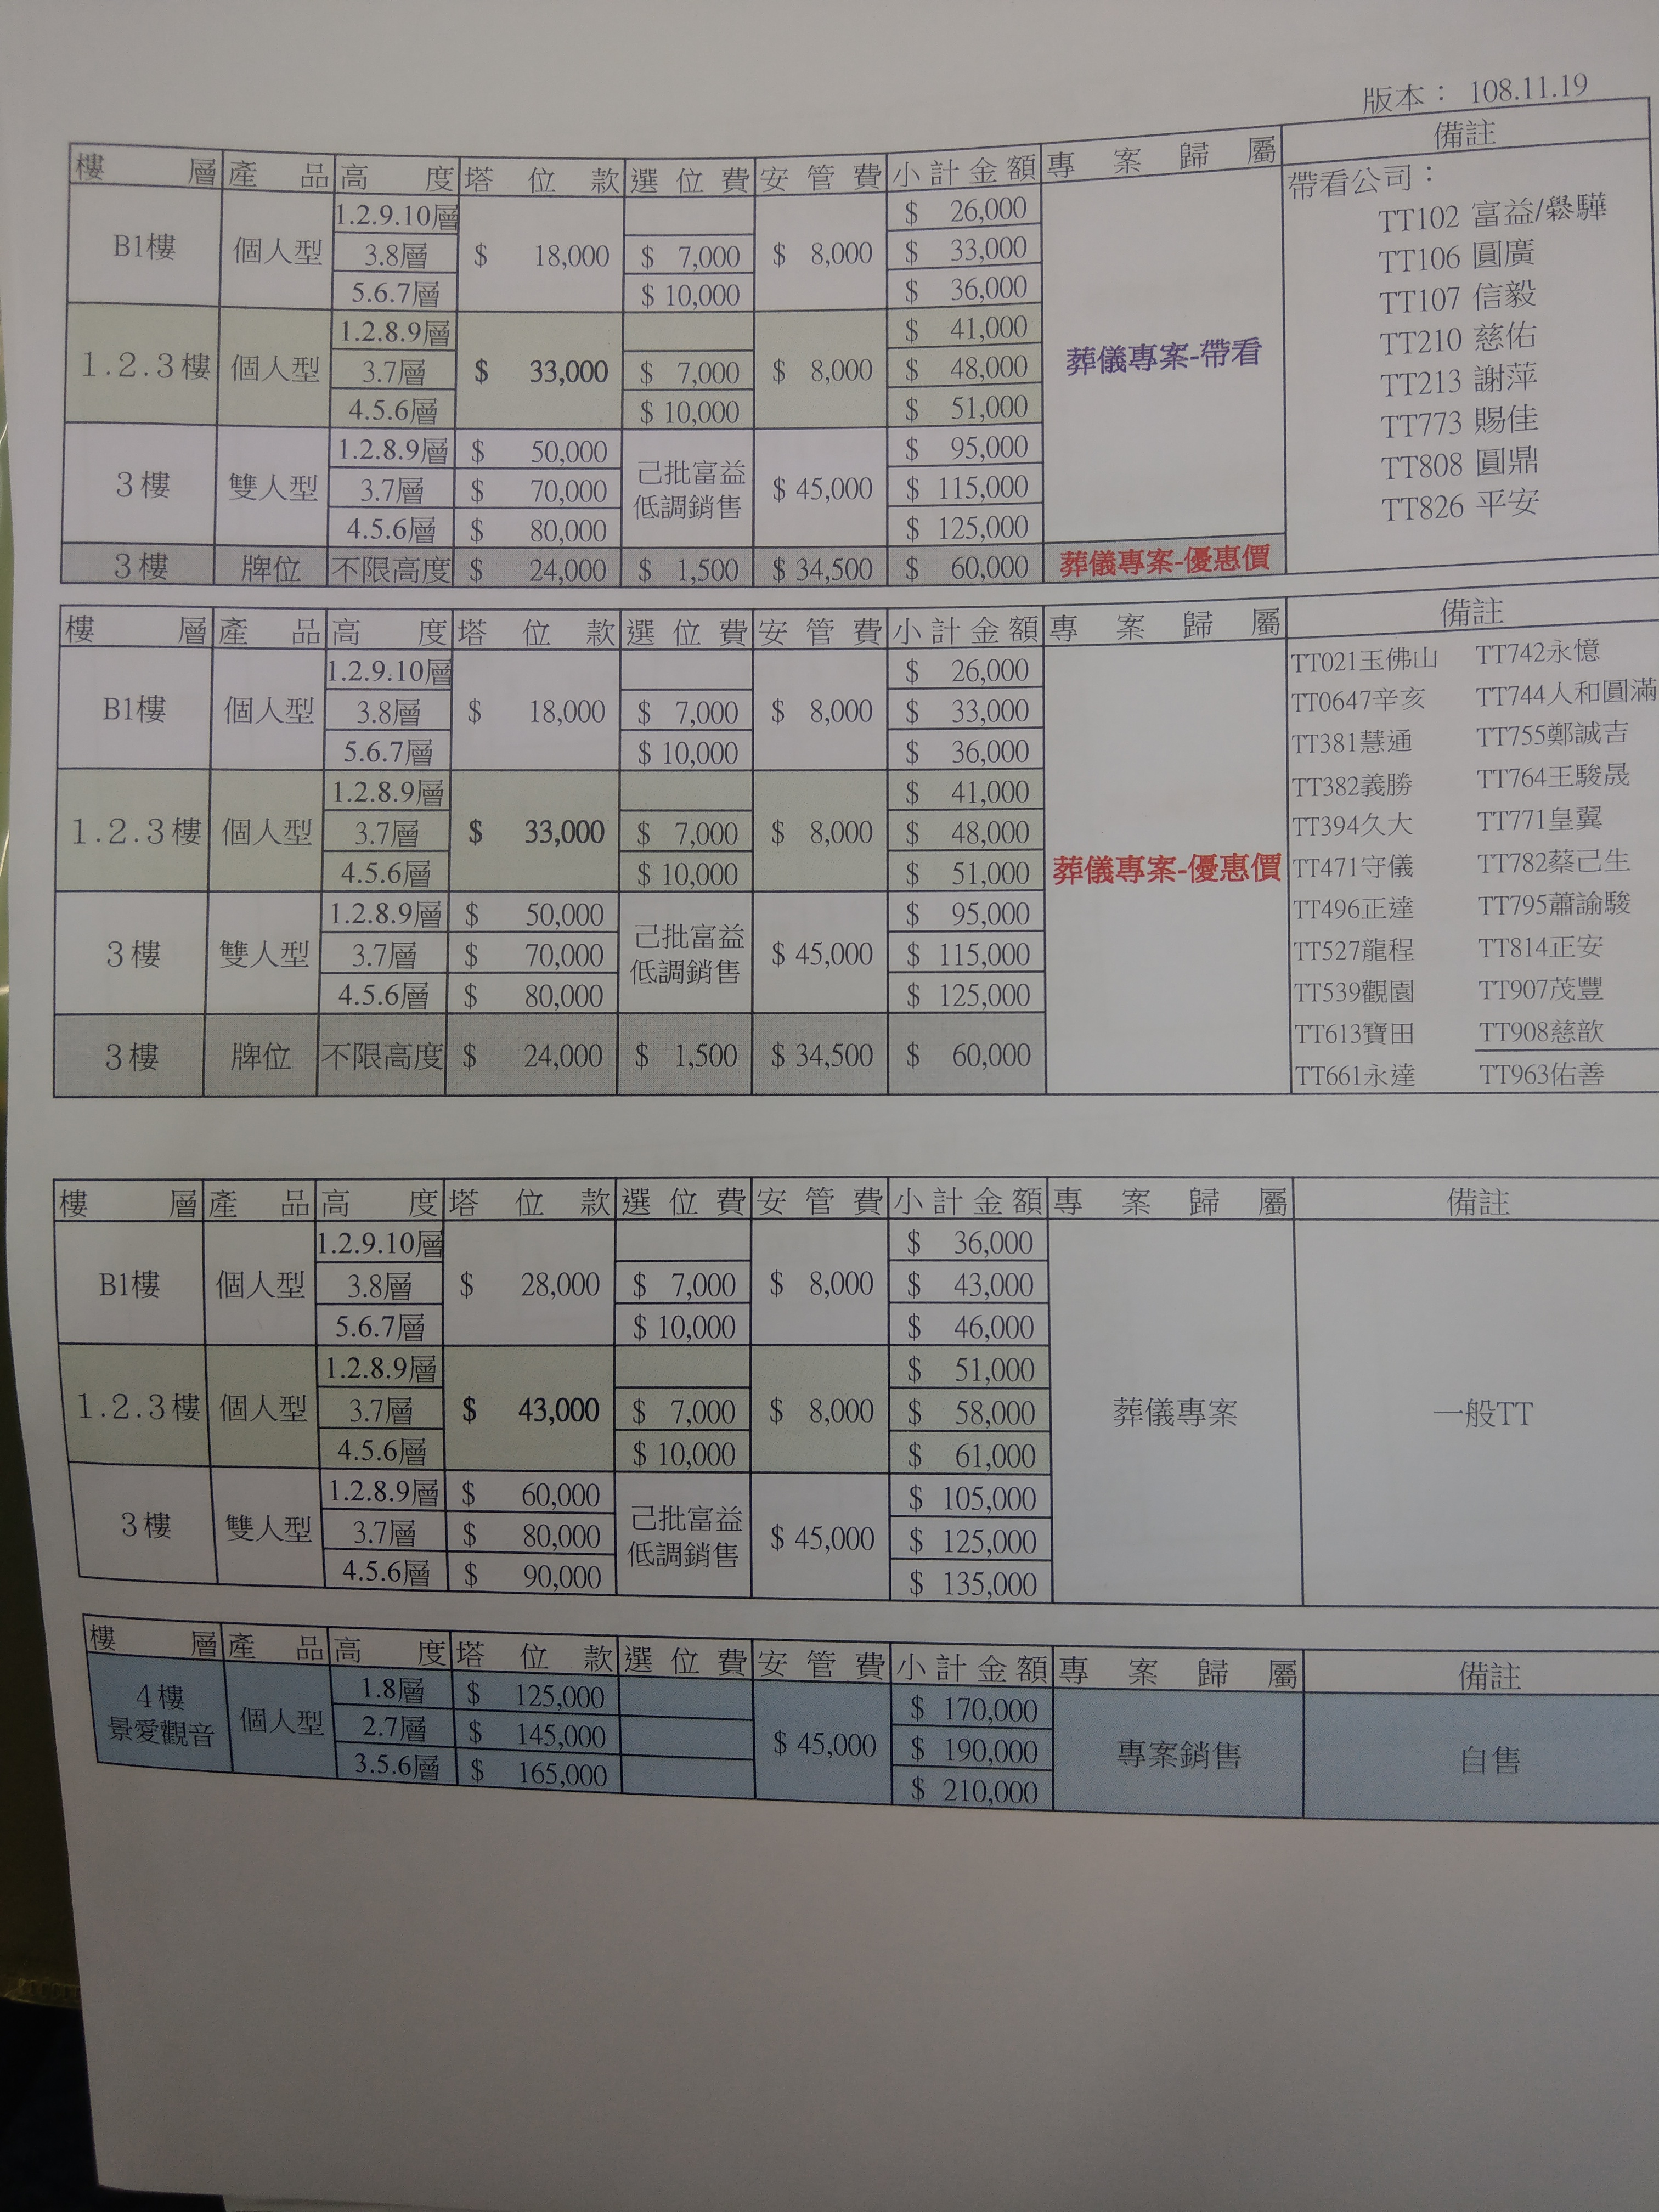 版本： 108.11.19
樓層 產品 高度 塔位款 選位費 安管費 小計金額 專案歸屬 備註
B1樓 個人型 1.2.9.10層 $ 18,000 $ 8,000 $ 26,000
3.8層 $ 7,000 $ 33,000
5.6.7層 $ 10,000 $ 36,000
1.2.3樓 個人型 1.2.8.9層 $ 33,000 $ 8,000 $ 41,000
3.7層 $ 7,000 $ 48,000
4.5.6層 $ 10,000 $ 51,000
葬儀專案-帶看
3樓 雙人型 1.2.8.9層 $ 50,000 己批富益 低調銷售 $ 45,000 $ 95,000
3.7層 $ 70,000 $ 115,000
4.5.6層 $ 80,000 $ 125,000
3樓 牌位 不限高度 $ 24,000 $ 1,500 $ 34,500 $ 60,000 葬儀專案-優惠價
帶看公司：
TT102 富益/驛
TT106 圓廣
TT107 信毅
TT210 慈佑
TT213 謝萍
TT773 賜佳
TT808 圓鼎
TT826 平安
樓層 產品 高度 塔位款 選位費 安管費 小計金額 專案歸屬 備註
B1樓 個人型 1.2.9.10層 $ 18,000 $ 8,000 $ 26,000
3.8層 $ 7,000 $ 33,000
5.6.7層 $ 10,000 $ 36,000
1.2.3樓 個人型 1.2.8.9層 $ 33,000 $ 8,000 $ 41,000
3.7層 $ 7,000 $ 48,000
4.5.6層 $ 10,000 $ 51,000
葬儀專案-優惠價
3樓 雙人型 1.2.8.9層 $ 50,000 己批富益 低調銷售 $ 45,000 $ 95,000
3.7層 $ 70,000 $ 115,000
4.5.6層 $ 80,000 $ 125,000
3樓 牌位 不限高度 $ 24,000 $ 1,500 $ 34,500 $ 60,000
TT021玉佛山 TT742永憶
TT0647辛亥 TT744人和圓滿
TT381慧通 TT755鄭誠吉
TT382義勝 TT764王駿晟
TT394久大 TT771皇翼
TT471守儀 TT782蔡己生
TT496正達 TT795蕭諭駿
TT527龍程 TT814正安
TT539觀園 TT907茂豐
TT613寶田 TT908慈歆
TT661永達 TT963佑善
樓層 產品 高度 塔位款 選位費 安管費 小計金額 專案歸屬 備註
B1樓 個人型 1.2.9.10層 $ 28,000 $ 8,000 $ 36,000
3.8層 $ 7,000 $ 43,000
5.6.7層 $ 10,000 $ 46,000
1.2.3樓 個人型 1.2.8.9層 $ 43,000 $ 8,000 $ 51,000
3.7層 $ 7,000 $ 58,000 葬儀專案 一般TT
4.5.6層 $ 10,000 $ 61,000
3樓 雙人型 1.2.8.9層 $ 60,000 己批富益 低調銷售 $ 45,000 $ 105,000
3.7層 $ 80,000 $ 125,000
4.5.6層 $ 90,000 $ 135,000
樓層 產品 高度 塔位款 選位費 安管費 小計金額 專案歸屬 備註
4樓 景愛觀音 個人型 1.8層 $ 125,000 $ 45,000 $ 170,000
2.7層 $ 145,000 $ 190,000 專案銷售 自售
3.5.6層 $ 165,000 $ 210,000